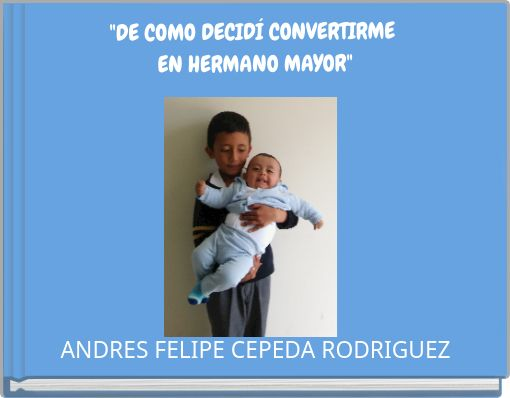 "DE COMO DECIDÍ CONVERTIRME
EN HERMANO MAYOR"
ANDRES FELIPE CEPEDA RODRIGUEZ